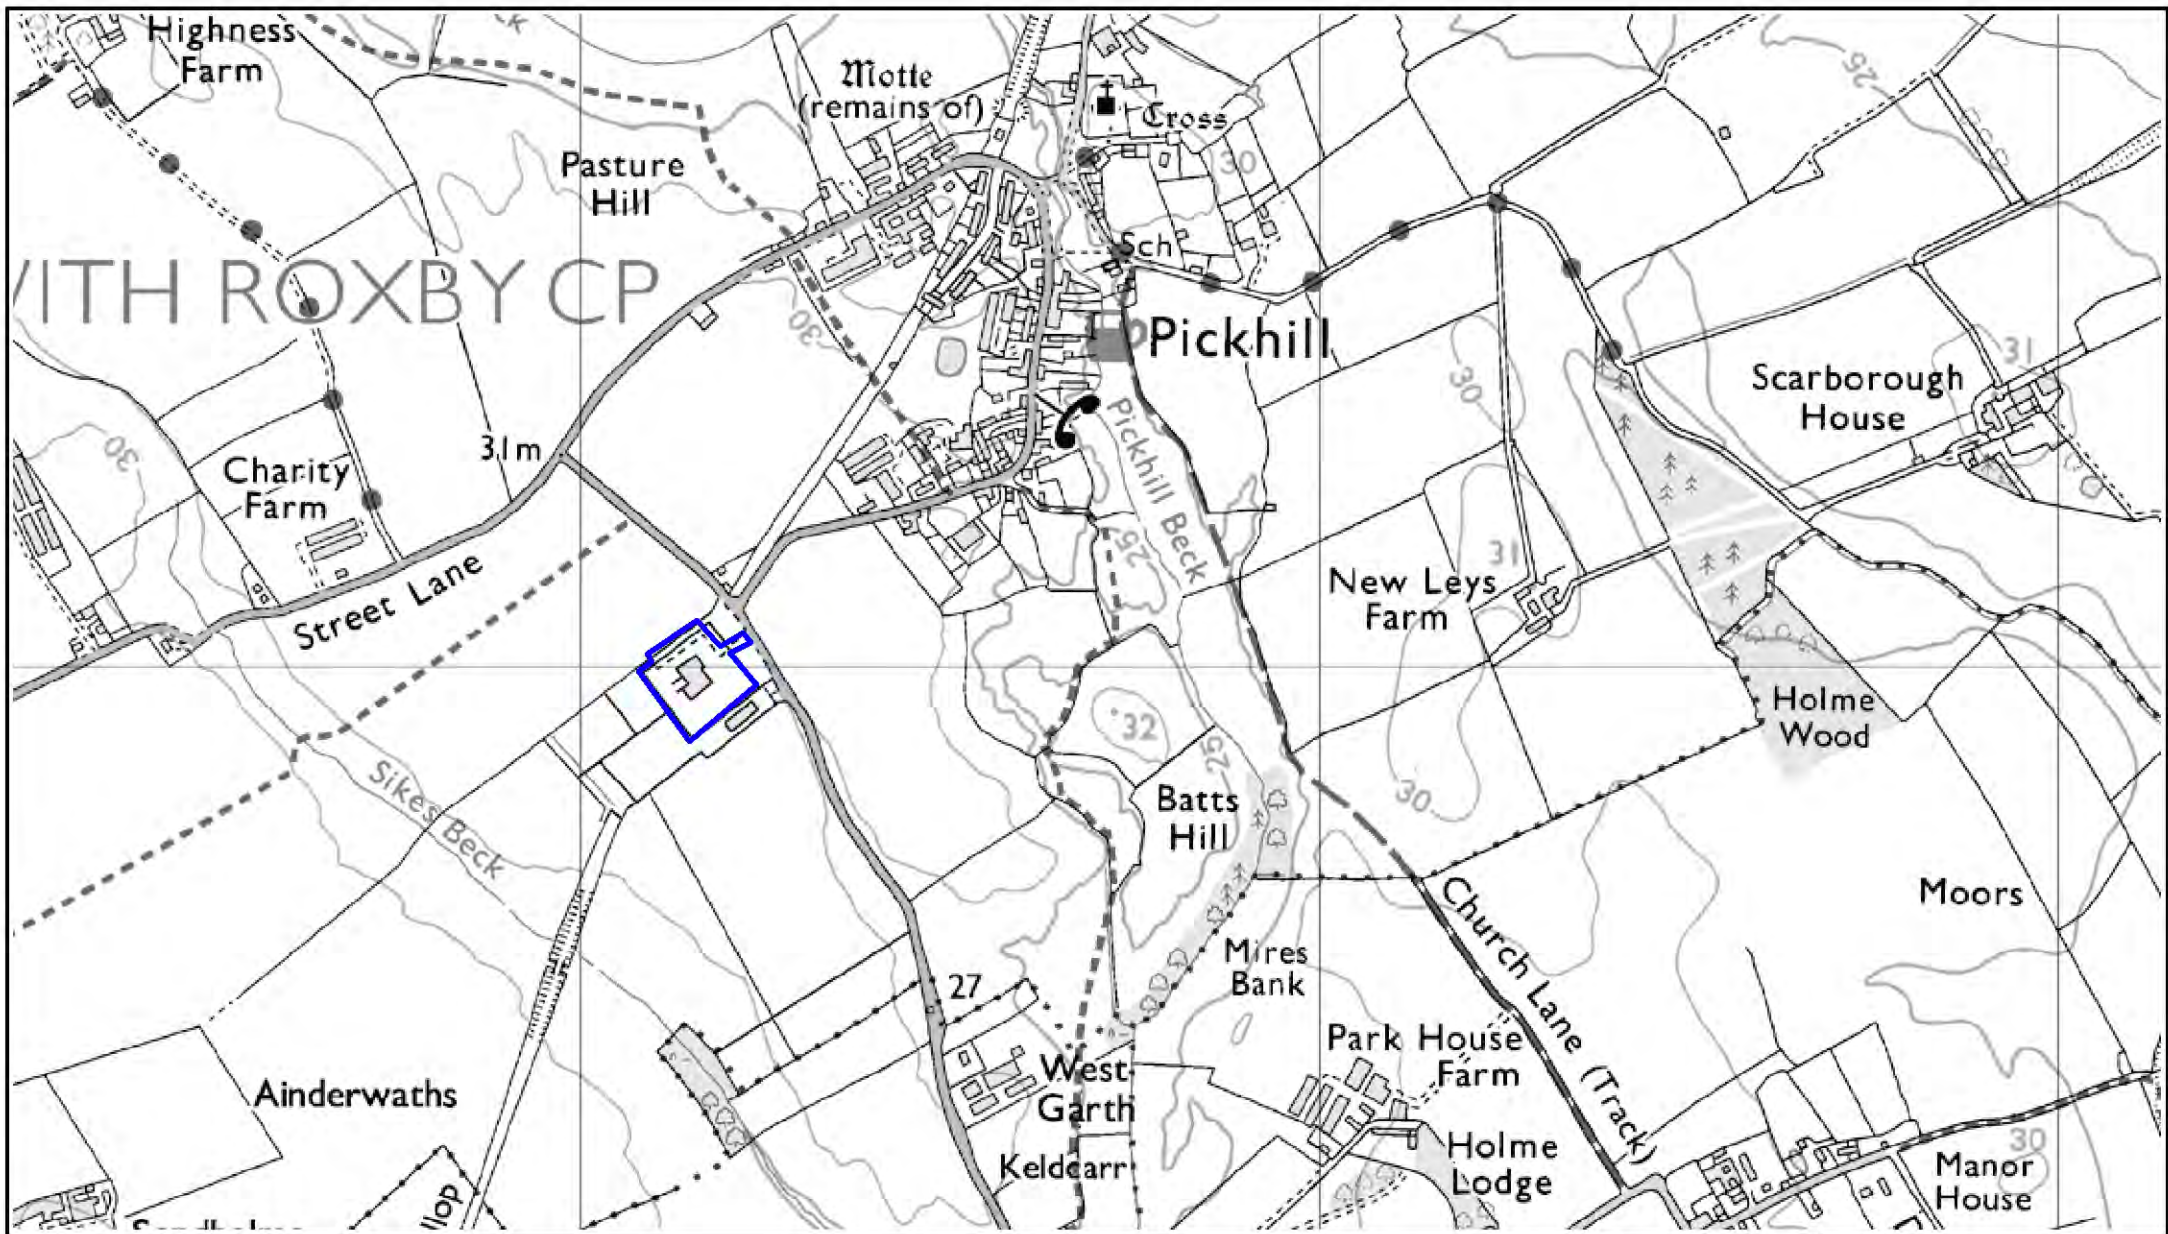 Highness
Farm
Motte
(remains of)
Cross
25
Pasture
Hill
30
Sch
WITH ROXBY CP
30
Pickhill
31
Scarborough
House
30
30
31m
Charity
Farm
Pickhill Beck
25
31
New Leys
Farm
Street Lane
Holme
Wood
32
25
Sikes Beck
Batts
Hill
30
Church Lane (Track)
Moors
Mires
Bank
27
Park House
Farm
West
Garth
Ainderwaths
Keldcarr
Holme
Lodge
30
Manor
House